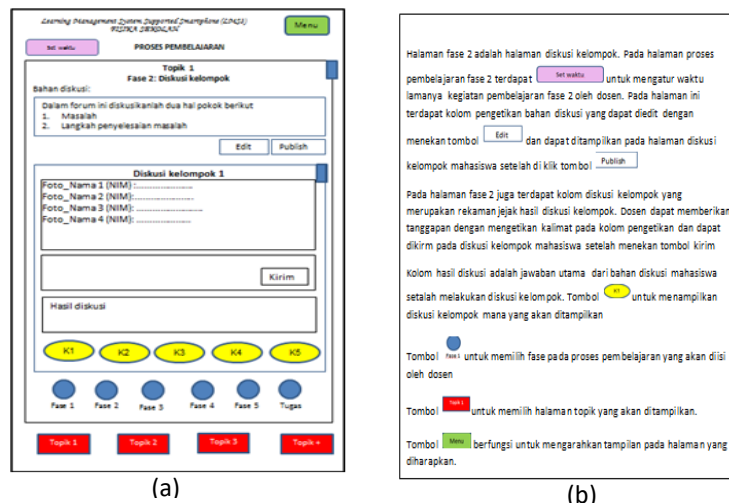 Learning Management System Supported Smartphone (LMS3)
FISIKA SEKOLAH
Menu
Set waktu
PROSES PEMBELAJARAN
Topik 1
Fase 2: Diskusi kelompok
Bahan diskusi:
Dalam forum ini diskusikanlah dua hal pokok berikut
1. Masalah
2. Langkah penyelesaian masalah
Edit
Publish
Diskusi kelompok 1
Foto_Nama 1 (NIM) :......................
Foto_Nama 2 (NIM):......................
Foto_Nama 3 (NIM): ........................
Foto_Nama 4 (NIM):......................
Kirim
Hasil diskusi
K1 K2 K3 K4 K5
Fase 1 Fase 2 Fase 3 Fase 4 Fase 5 Tugas
Topik 1 Topik 2 Topik 3 Topik +
(a)
Halaman fase 2 adalah halaman diskusi kelompok. Pada halaman proses
pembelajaran fase 2 terdapat Set waktu untuk mengatur waktu
lamanya kegiatan pembelajaran fase 2 oleh dosen. Pada halaman ini
terdapat kolom pengetikan bahan diskusi yang dapat diedit dengan
menekan tombol Edit dan dapat ditampilkan pada halaman diskusi
kelompok mahasiswa setelah di klik tombol Publish
Pada halaman fase 2 juga terdapat kolom diskusi kelompok yang
merupakan rekaman jejak hasil diskusi kelompok. Dosen dapat memberikan
tanggapan dengan mengetikan kalimat pada kolom pengetikan dan dapat
dikirm pada diskusi kelompok mahasiswa setelah menekan tombol kirim
Kolom hasil diskusi adalah jawaban utama dari bahan diskusi mahasiswa
setalah melakukan diskusi kelompok. Tombol K1 untuk menampilkan
diskusi kelompok mana yang akan ditampilkan
Tombol Fase 1 untuk memilih fase pada proses pembelajaran yang akan diisi
oleh dosen
Tombol Topik 1 untuk memilih halaman topik yang akan ditampilkan.
Tombol Menu berfungsi untuk mengarahkan tampilan pada halaman yang
diharapkan.
(b)